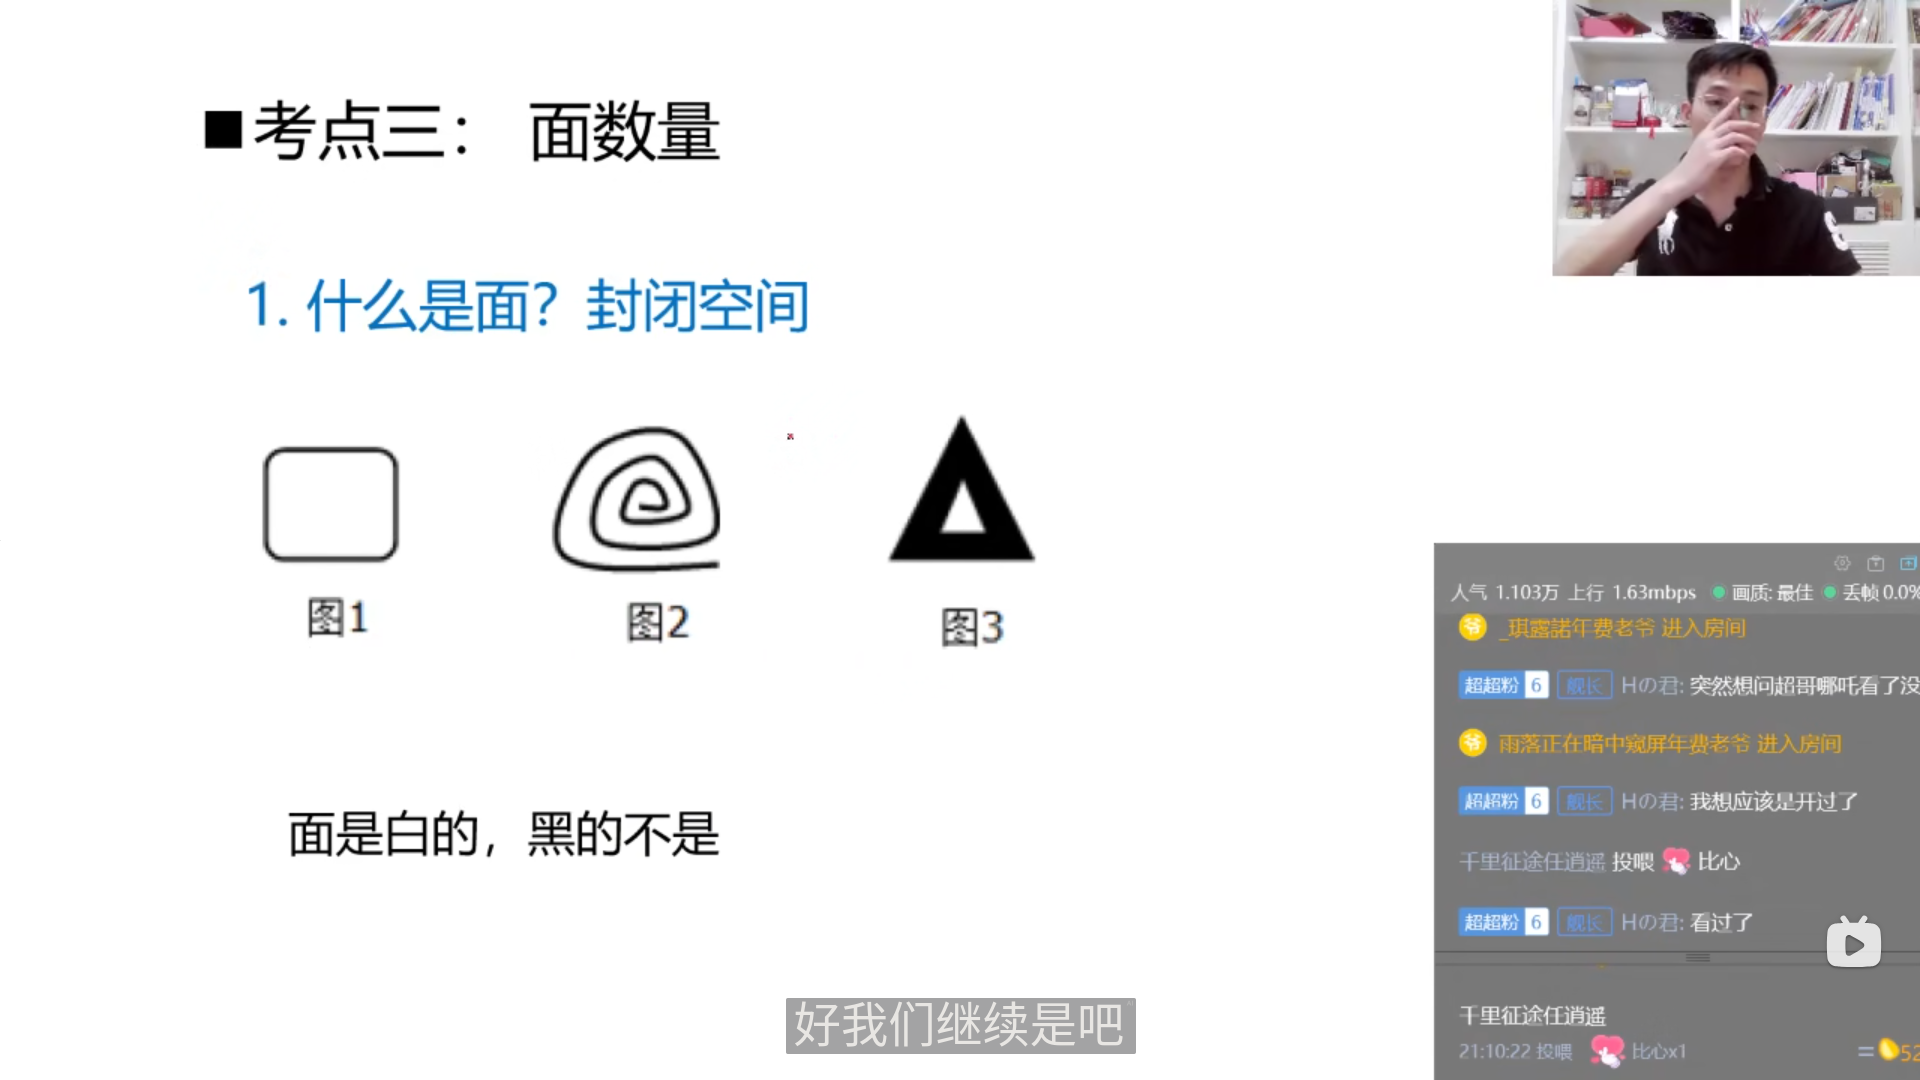 ■考点三： 面数量
1. 什么是面？封闭空间
图1
图2
图3
面是白的，黑的不是
好我们继续是吧
人气 1.103万 上行 1.63mbps 画质: 最佳 丢帧 0.0%
爷 _琪露諾年费老爷 进入房间
超超粉 6 舰长 Hの君: 突然想问超哥哪吒看了没
爷 雨落正在暗中窥屏年费老爷 进入房间
超超粉 6 舰长 Hの君: 我想应该是开过了
千里征途任逍遥 投喂 比心
超超粉 6 舰长 Hの君: 看过了
千里征途任逍遥
21:10:22 投喂 比心x1 = 52